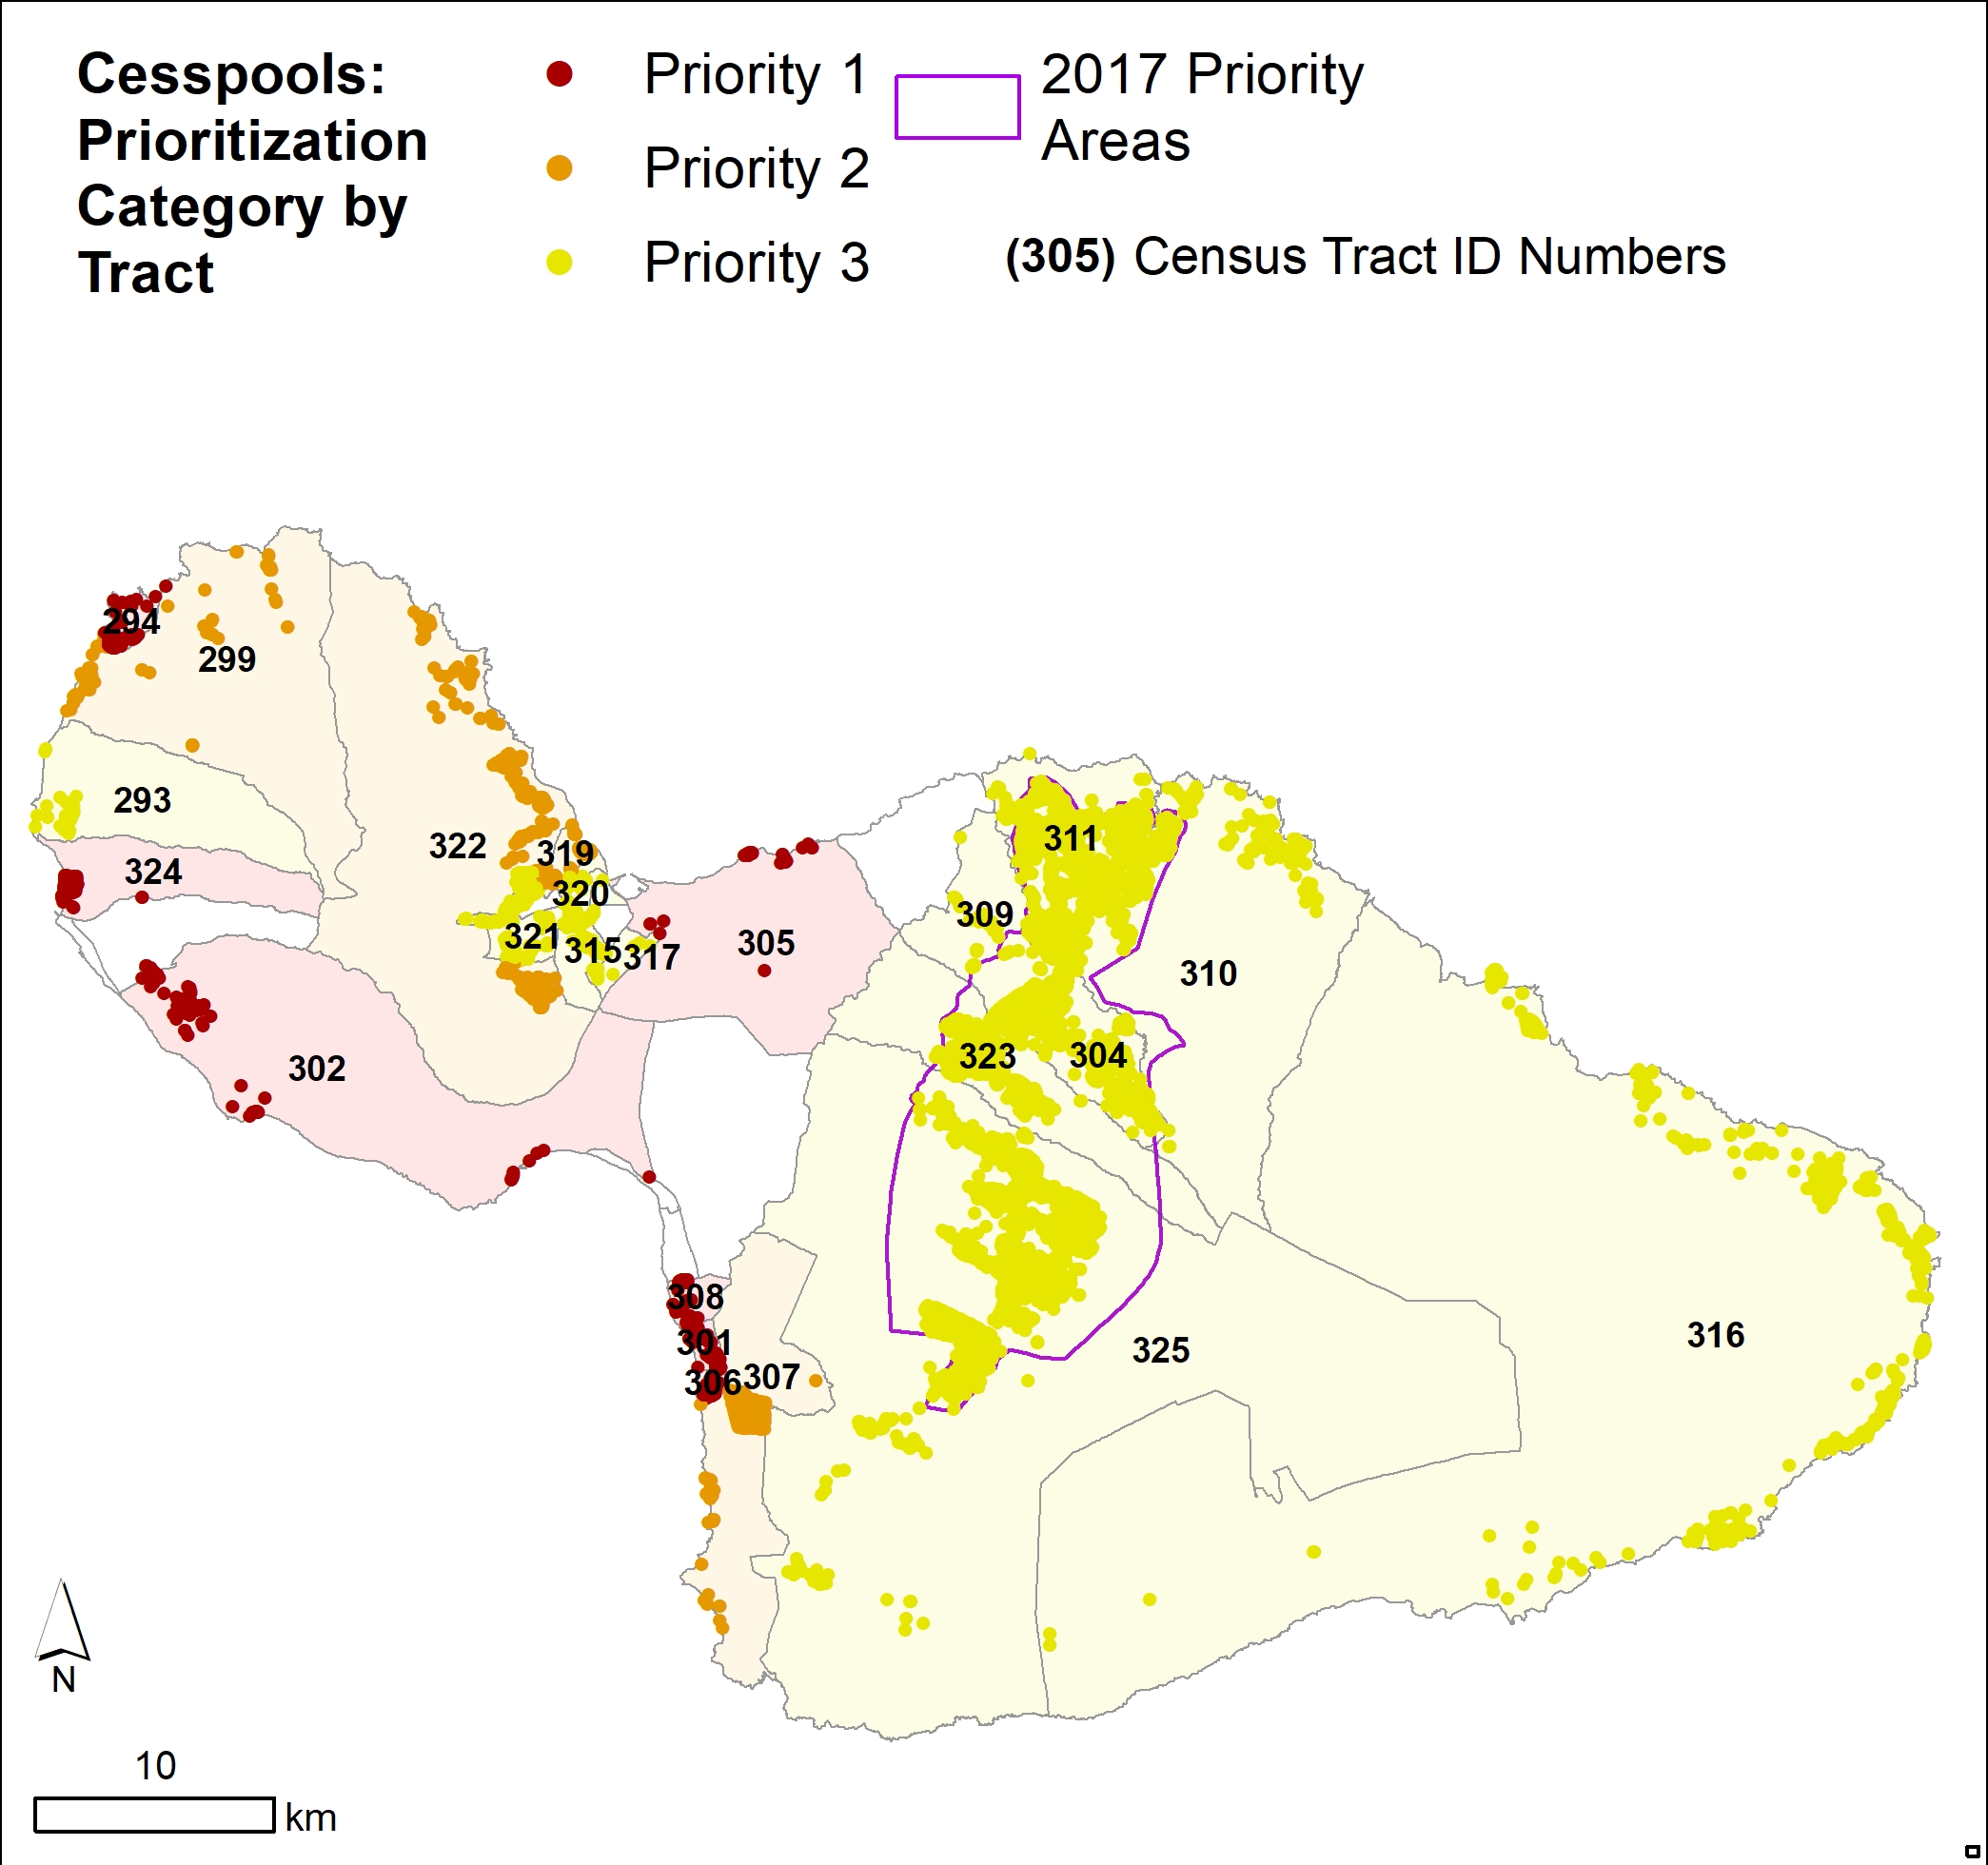 Cesspools:
Prioritization
Category by
Tract
Priority 1
Priority 2
Priority 3
2017 Priority
Areas
(305) Census Tract ID Numbers
294
299
293
322
324
319
320
321
315
317
305
302
311
309
310
323
304
308
301
306
307
325
316
N
10
km